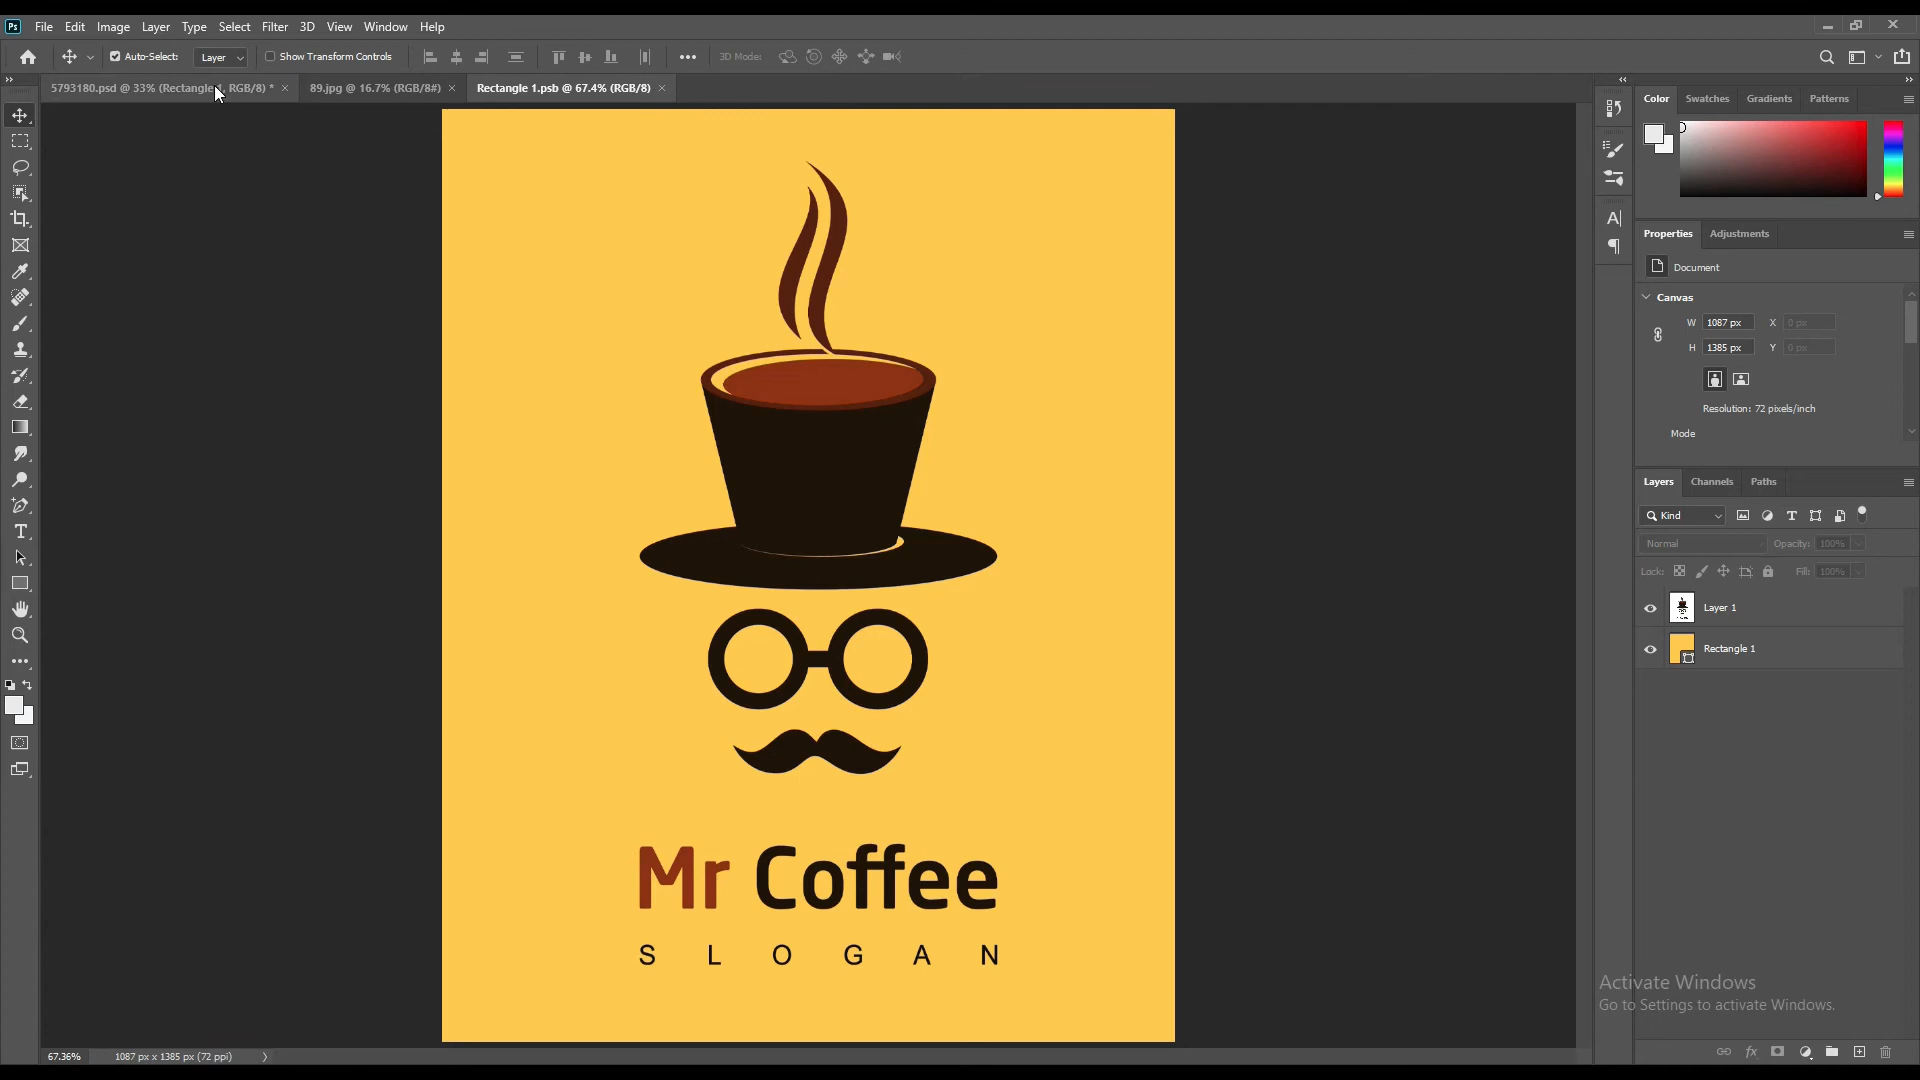 Ps File Edit Image Layer Type Select Filter 3D View Window Help
Auto-Select: Layer Show Transform Controls 3D Mode:
5793180.psd @ 33% (Rectangle 1, RGB/8) * 89.jpg @ 16.7% (RGB/8#) Rectangle 1.psb @ 67.4% (RGB/8)
Color Swatches Gradients Patterns
Properties Adjustments
Document
Canvas
W 1087 px X 0 px
H 1385 px Y 0 px
Resolution: 72 pixels/inch
Mode
Layers Channels Paths
Kind
Normal Opacity: 100%
Lock: Fill: 100%
Layer 1
Rectangle 1
Mr Coffee
SLOGAN
Activate Windows
Go to Settings to activate Windows.
67.36% 1087 px x 1385 px (72 ppi)